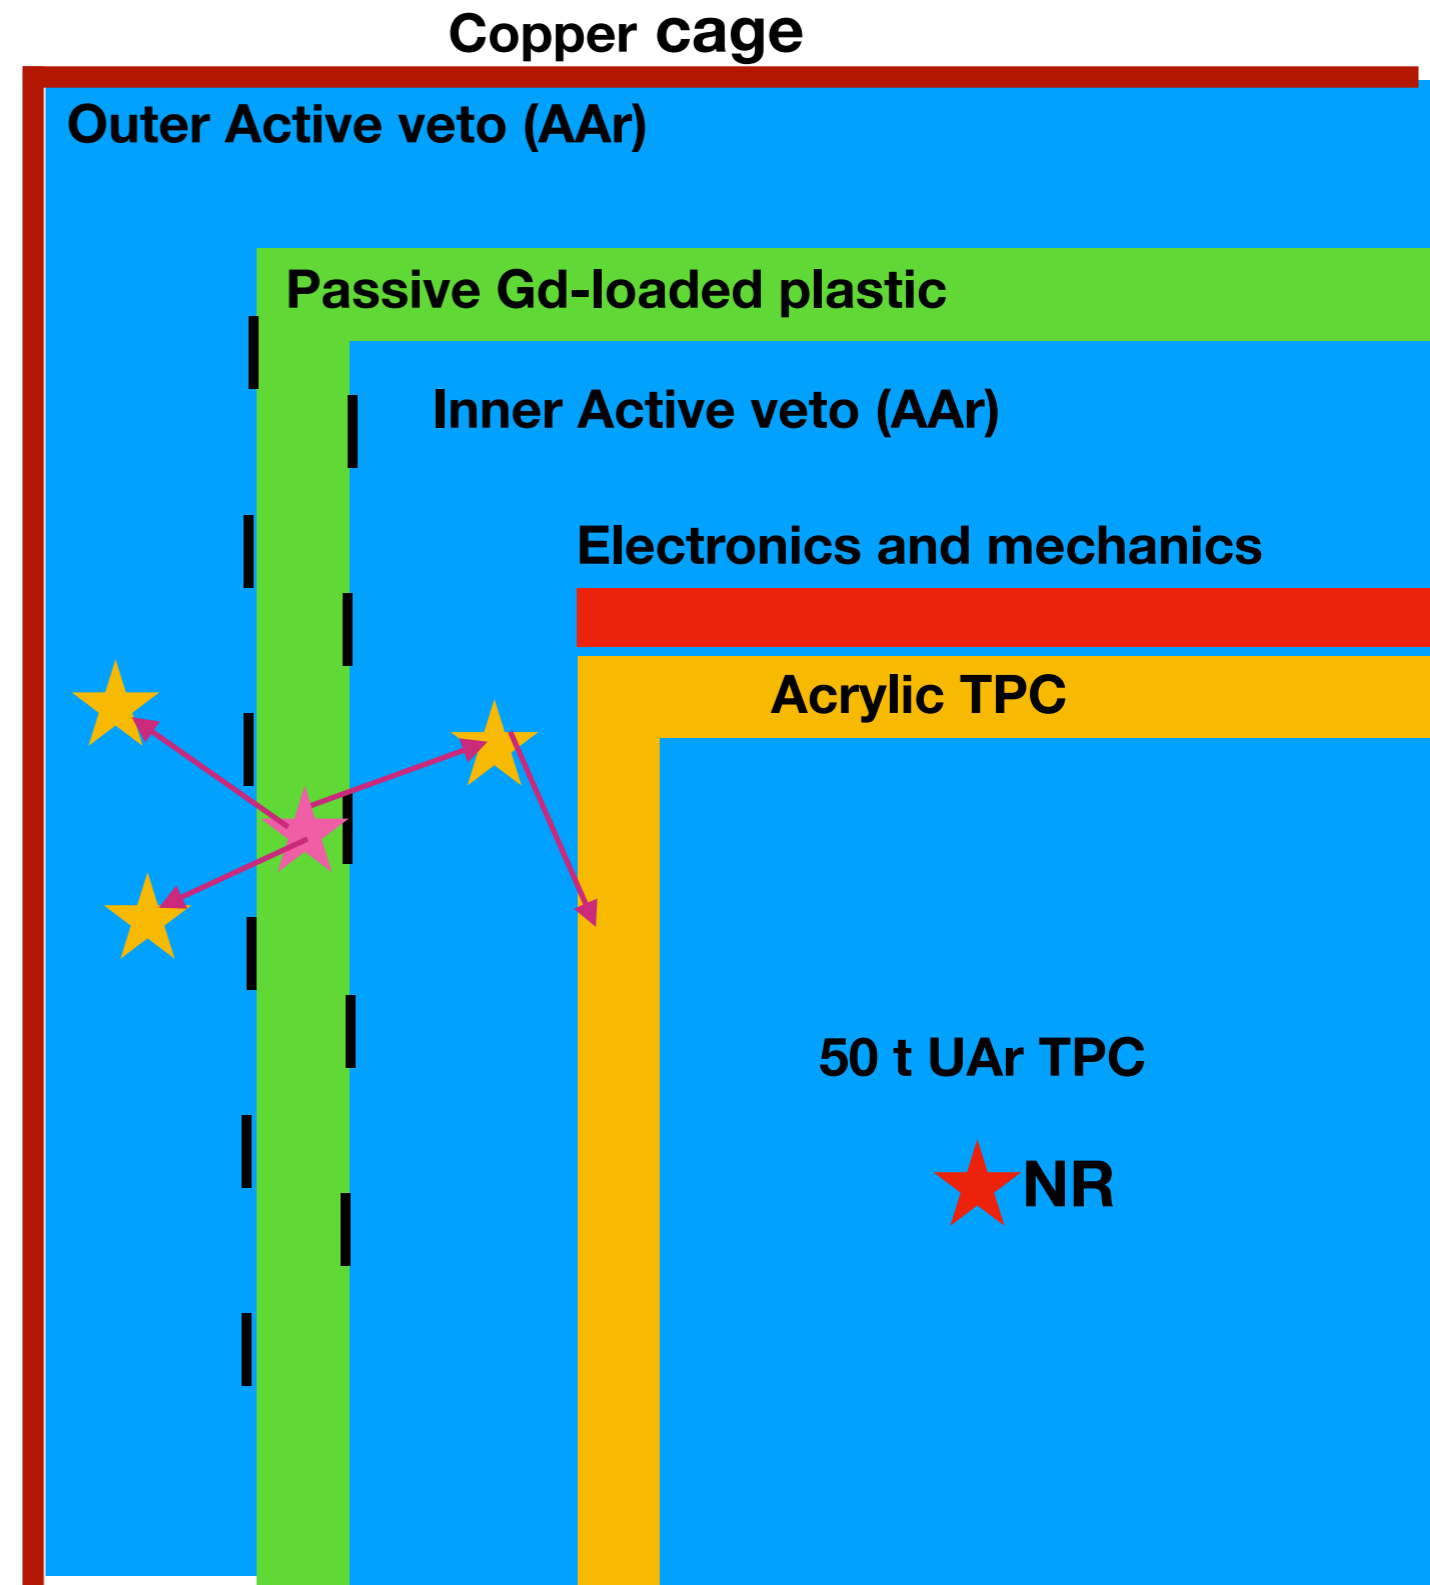 Copper cage
Outer Active veto (AAr)
Passive Gd-loaded plastic
Inner Active veto (AAr)
Electronics and mechanics
Acrylic TPC
50 t UAr TPC
NR